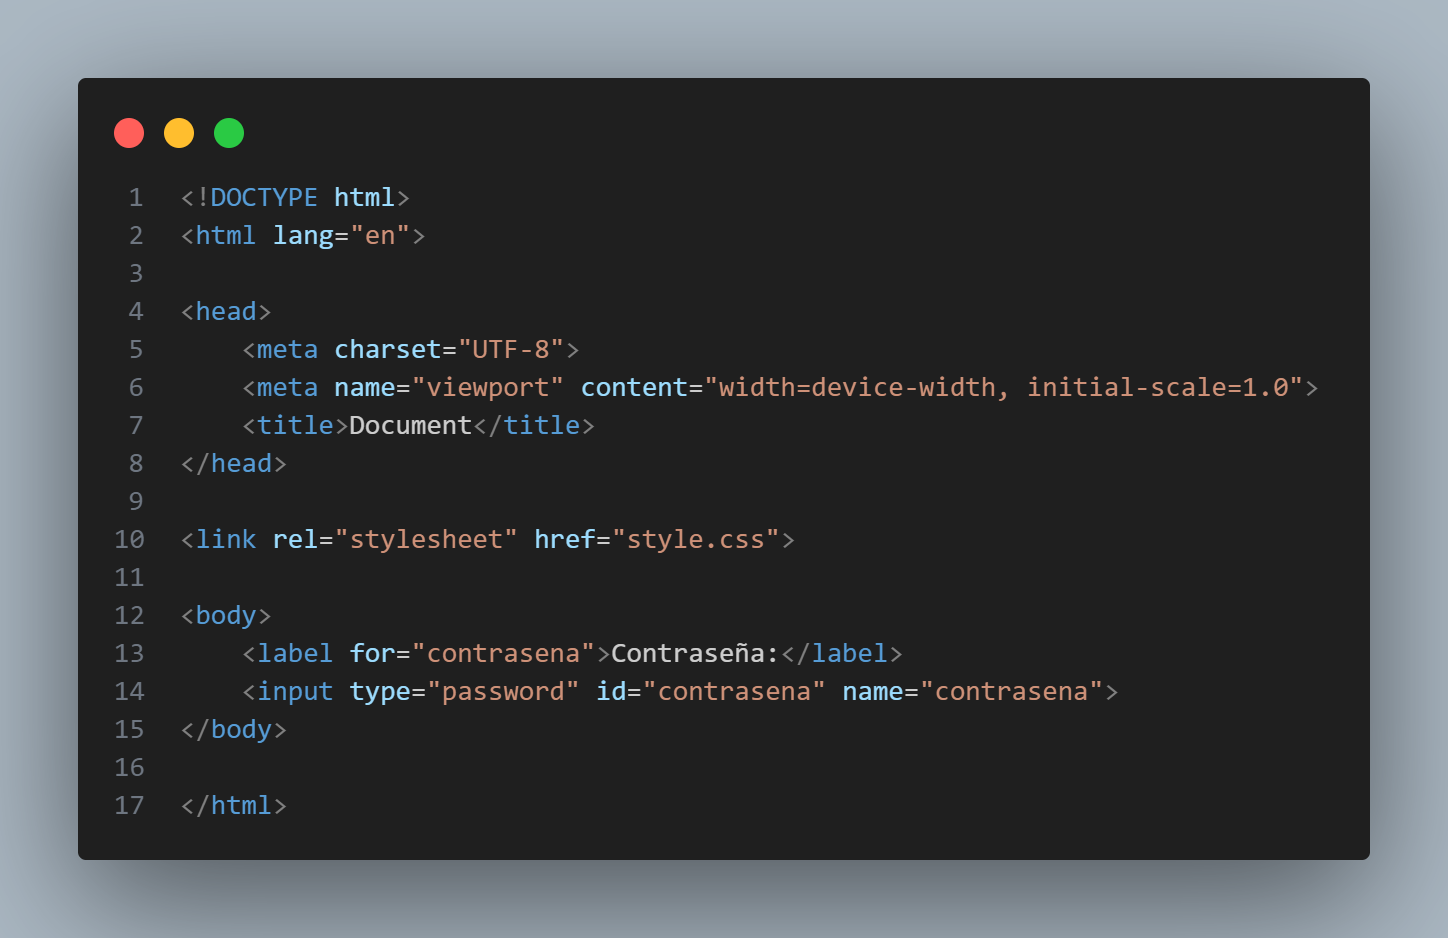 1 <!DOCTYPE html>
2 <html lang="en">
3
4 <head>
5     <meta charset="UTF-8">
6     <meta name="viewport" content="width=device-width, initial-scale=1.0">
7     <title>Document</title>
8 </head>
9
10 <link rel="stylesheet" href="style.css">
11
12 <body>
13     <label for="contrasena">Contraseña:</label>
14     <input type="password" id="contrasena" name="contrasena">
15 </body>
16
17 </html>